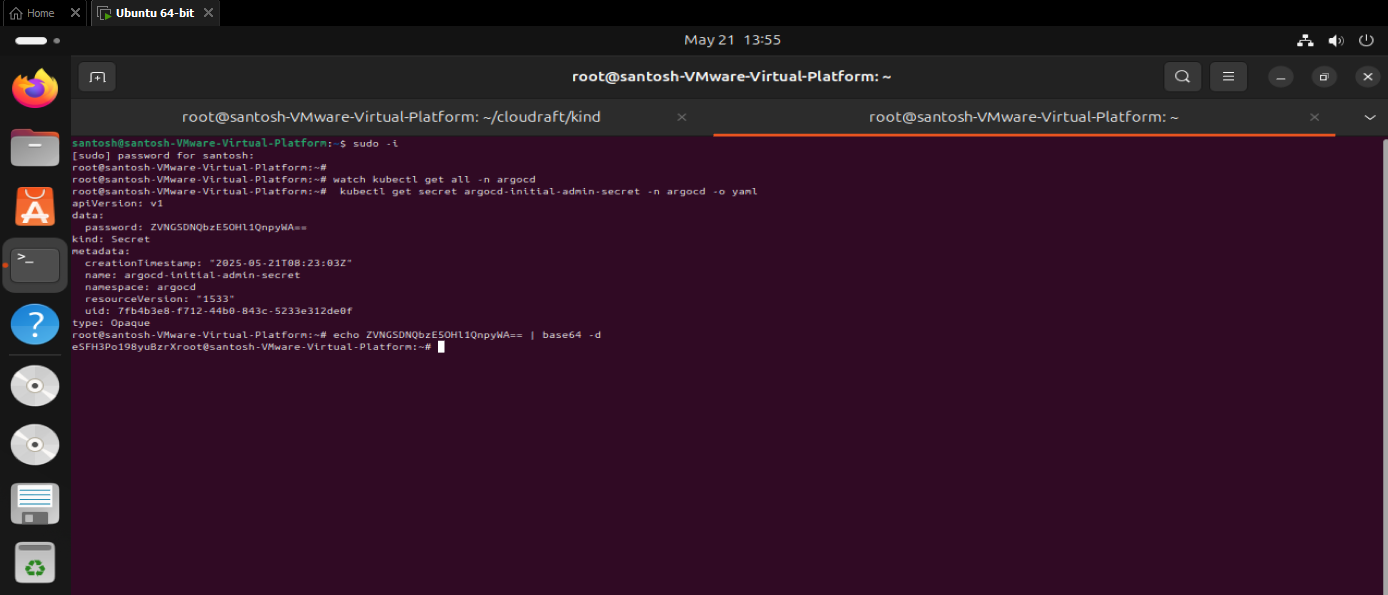 Home
Ubuntu 64-bit
May 21 13:55
root@santosh-VMware-Virtual-Platform: ~
root@santosh-VMware-Virtual-Platform: ~/cloudraft/kind
root@santosh-VMware-Virtual-Platform: ~
santosh@santosh-VMware-Virtual-Platform:~$ sudo -i
[sudo] password for santosh:
root@santosh-VMware-Virtual-Platform:~#
root@santosh-VMware-Virtual-Platform:~# watch kubectl get all -n argocd
root@santosh-VMware-Virtual-Platform:~#  kubectl get secret argocd-initial-admin-secret -n argocd -o yaml
apiVersion: v1
data:
  password: ZVNGSDNQbzE5OHl1QnpyWA==
kind: Secret
metadata:
  creationTimestamp: "2025-05-21T08:23:03Z"
  name: argocd-initial-admin-secret
  namespace: argocd
  resourceVersion: "1533"
  uid: 7fb4b3e8-f712-44b0-843c-5233e312de0f
type: Opaque
root@santosh-VMware-Virtual-Platform:~# echo ZVNGSDNQbzE5OHl1QnpyWA== | base64 -d
eSFH3Po198yuBzrXroot@santosh-VMware-Virtual-Platform:~#